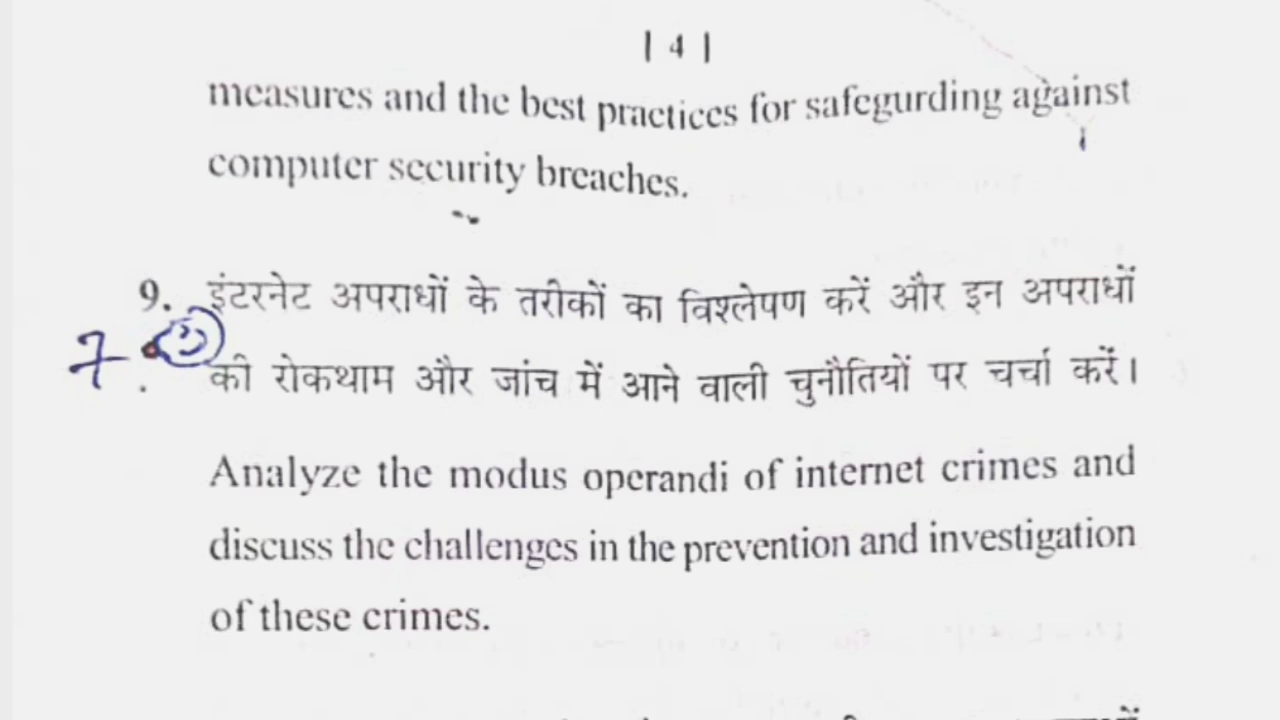 | 4 |
measures and the best practices for safegurding against
computer security breaches.
9. इंटरनेट अपराधों के तरीकों का विश्लेषण करें और इन अपराधों
7.
की रोकथाम और जांच में आने वाली चुनौतियों पर चर्चा करें।
Analyze the modus operandi of internet crimes and
discuss the challenges in the prevention and investigation
of these crimes.